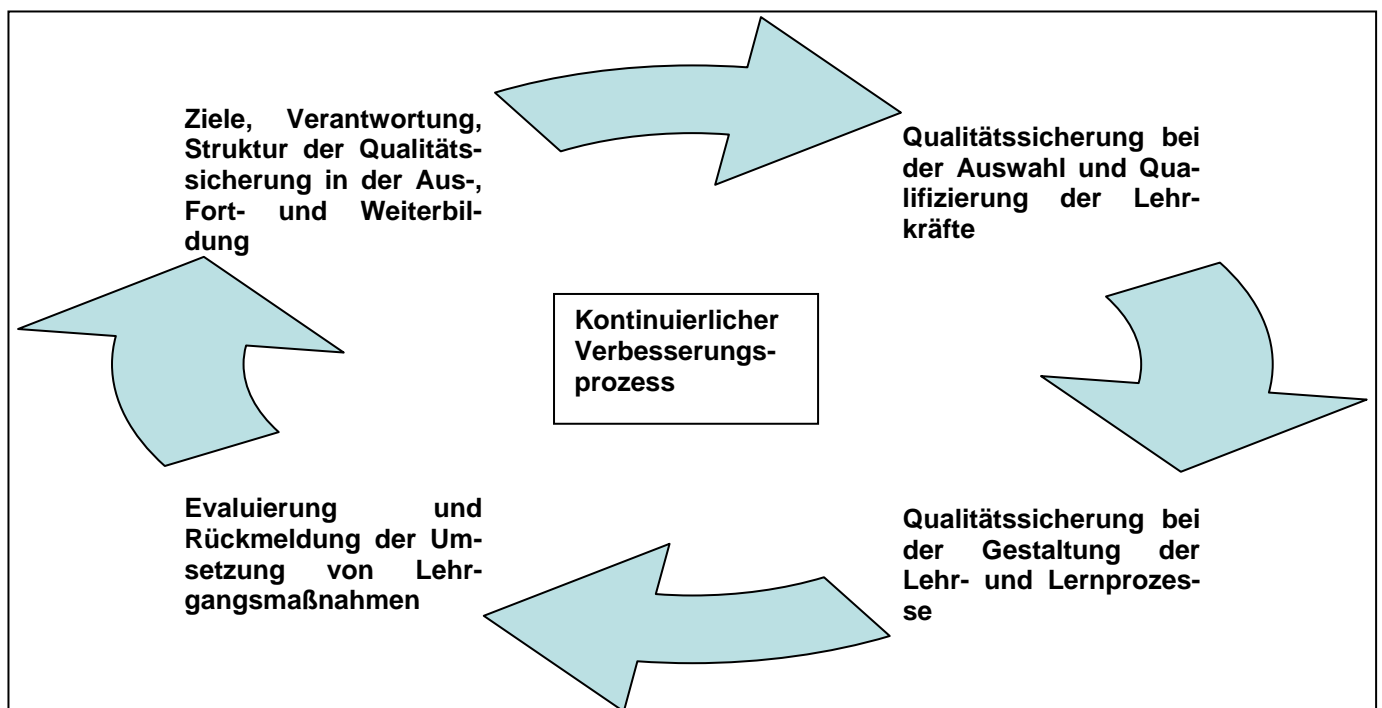 Ziele, Verantwortung,
Struktur der Qualitäts-
sicherung in der Aus-,
Fort- und Weiterbil-
dung
Qualitätssicherung bei
der Auswahl und Qua-
lifizierung der Lehr-
kräfte
Kontinuierlicher
Verbesserungs-
prozess
Evaluierung und
Rückmeldung der Um-
setzung von Lehr-
gangsmaßnahmen
Qualitätssicherung bei
der Gestaltung der
Lehr- und Lernprozes-
se